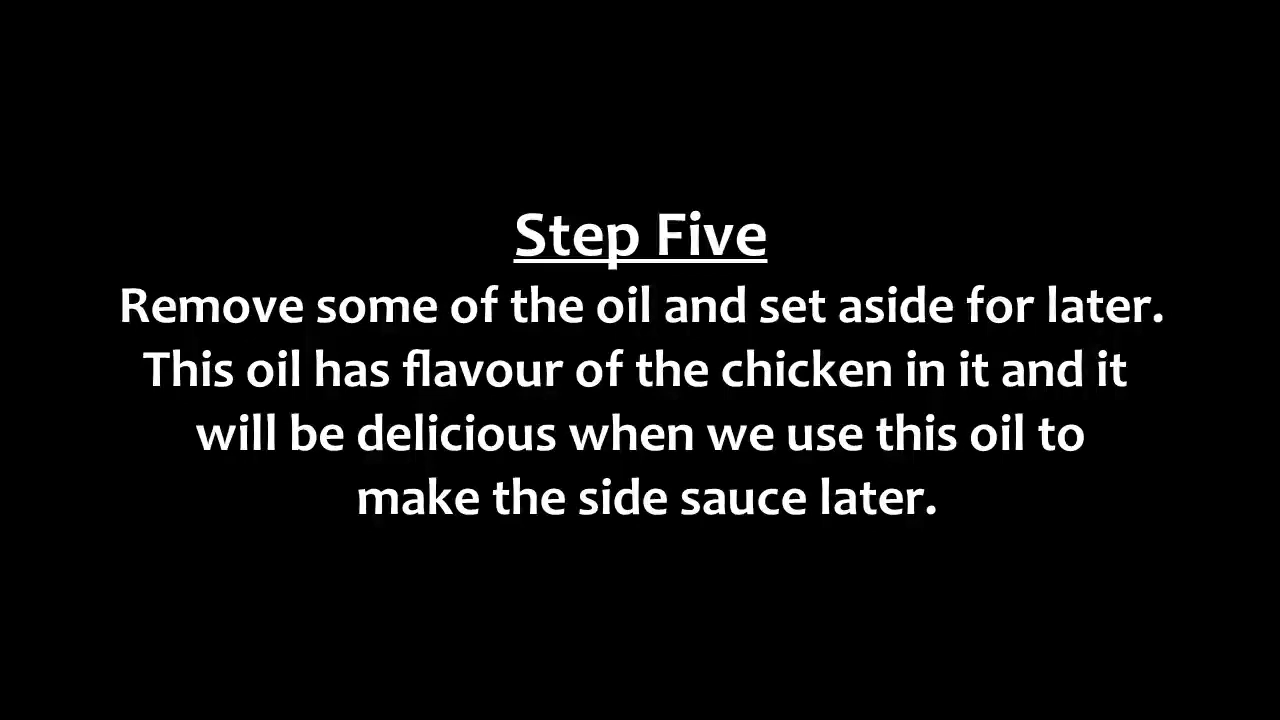 Step Five
Remove some of the oil and set aside for later.
This oil has flavour of the chicken in it and it
will be delicious when we use this oil to
make the side sauce later.